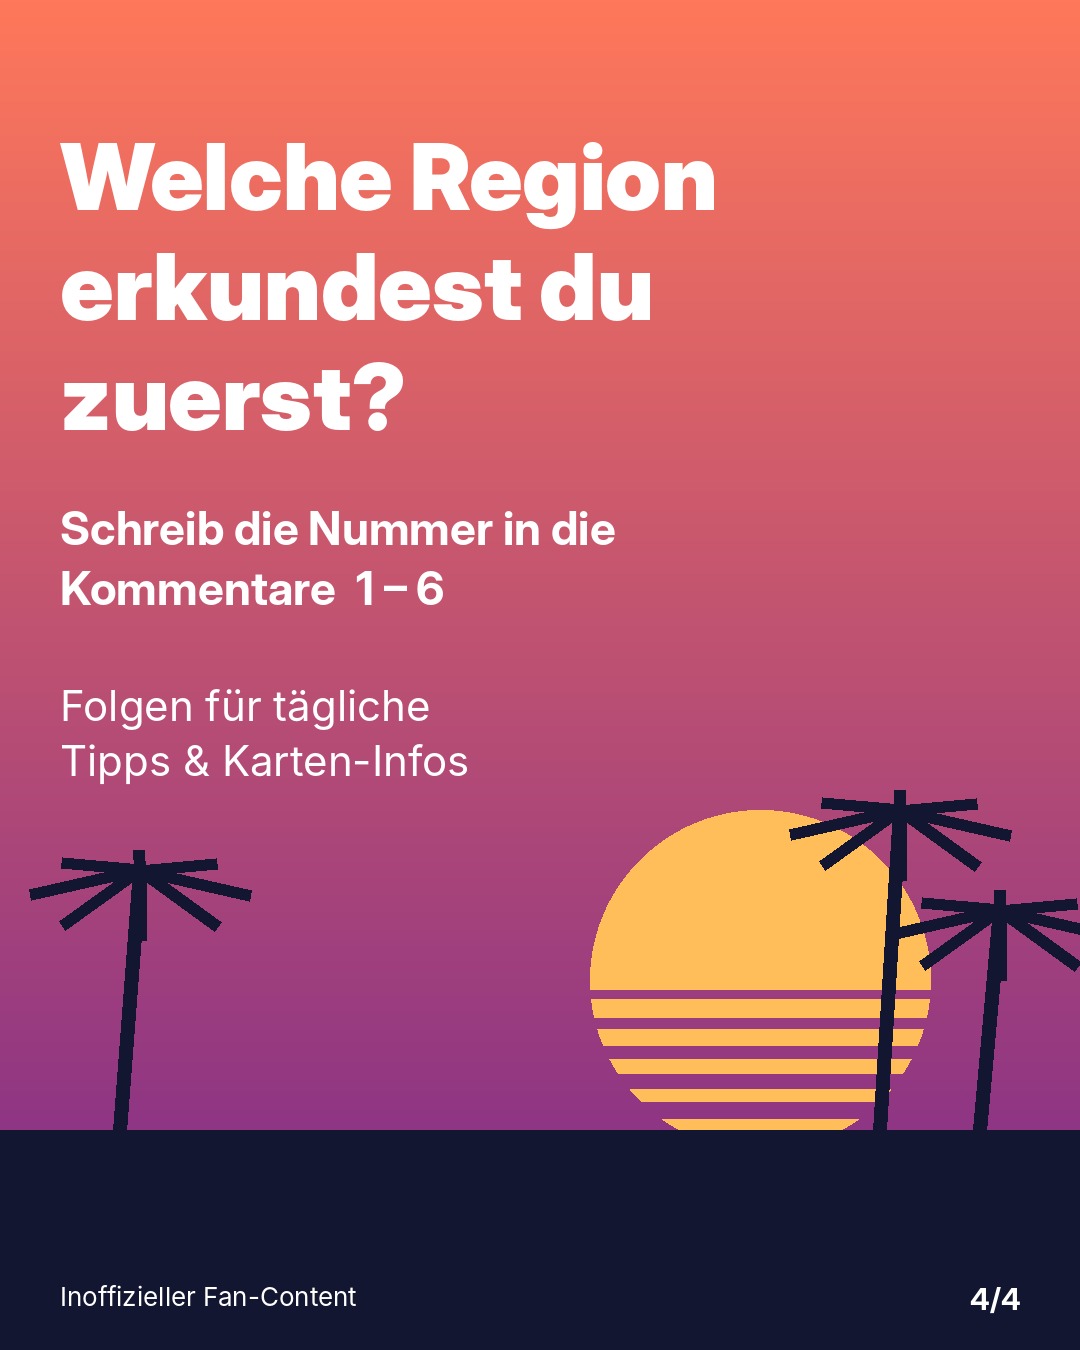 Welche Region
erkundest du
zuerst?
Schreib die Nummer in die
Kommentare 1 – 6
Folgen für tägliche
Tipps & Karten-Infos
Inoffizieller Fan-Content
4/4